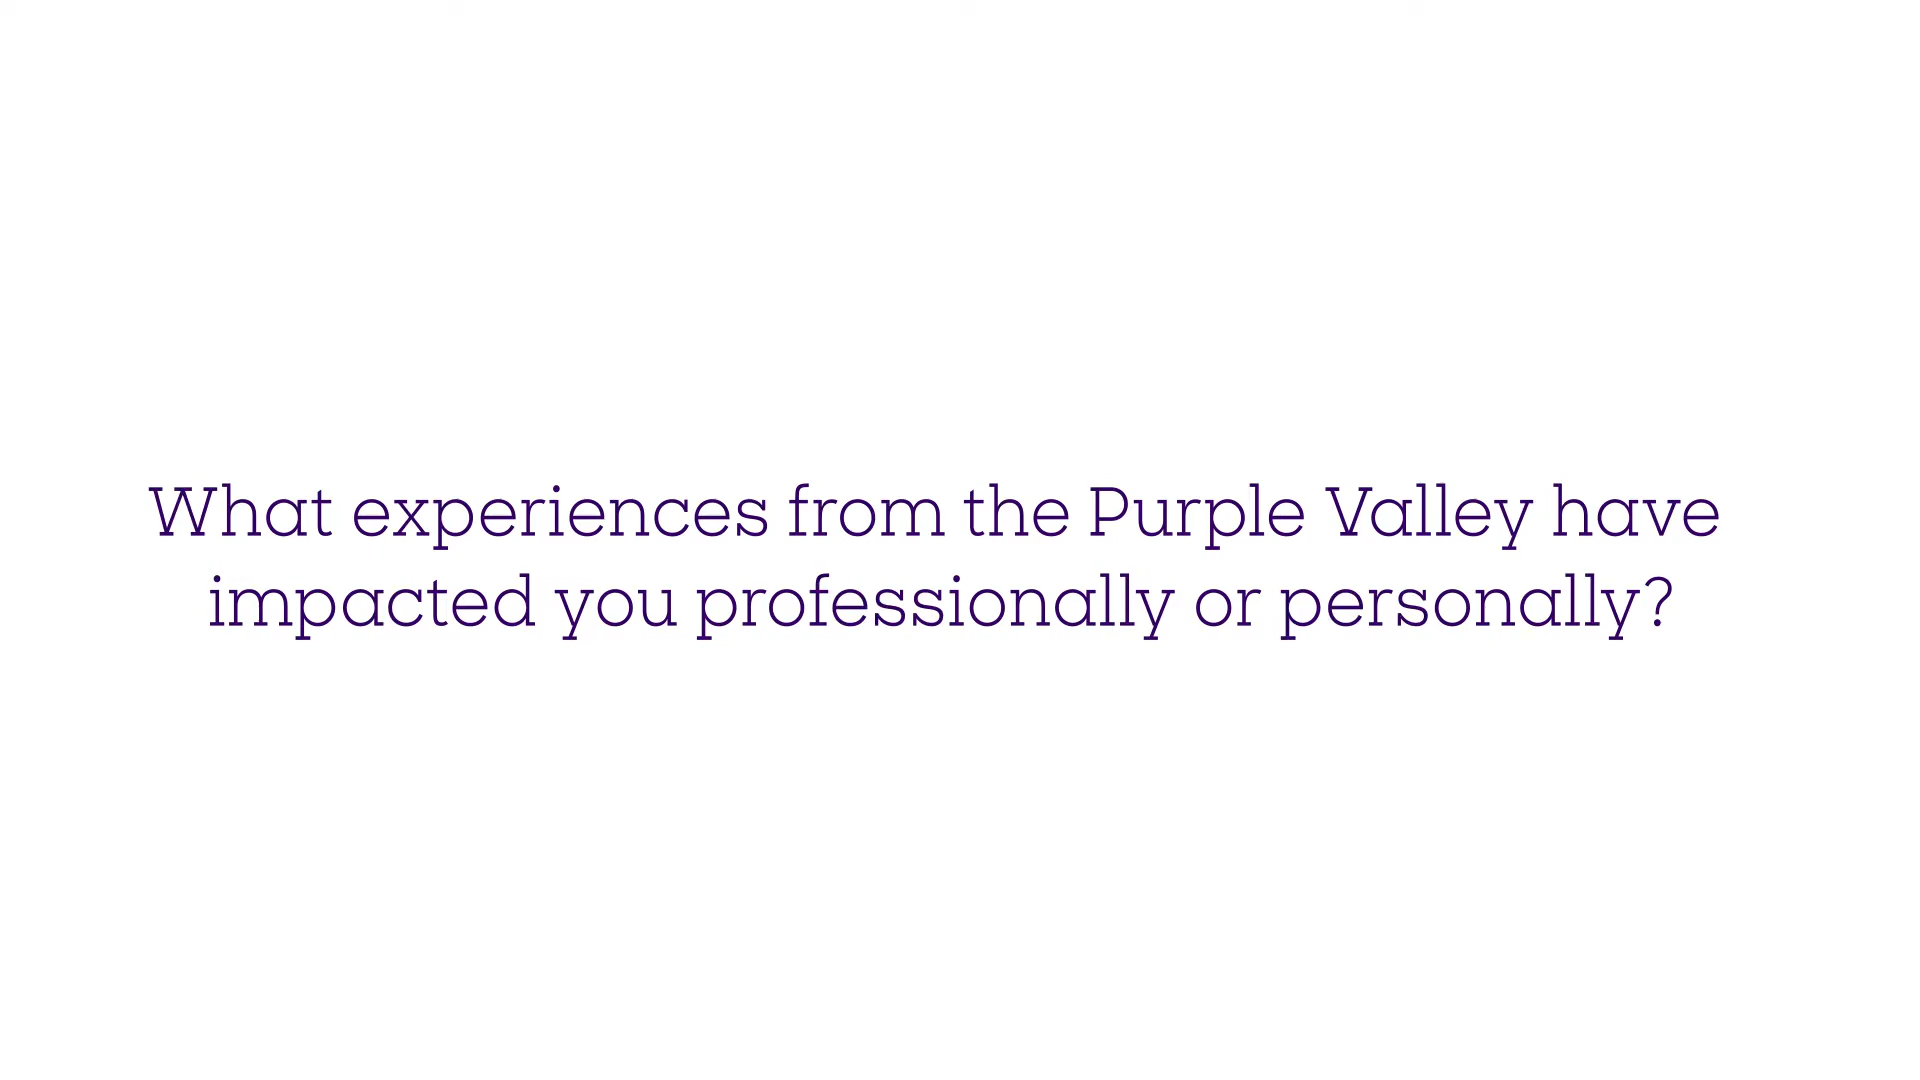 What experiences from the Purple Valley have
impacted you professionally or personally?